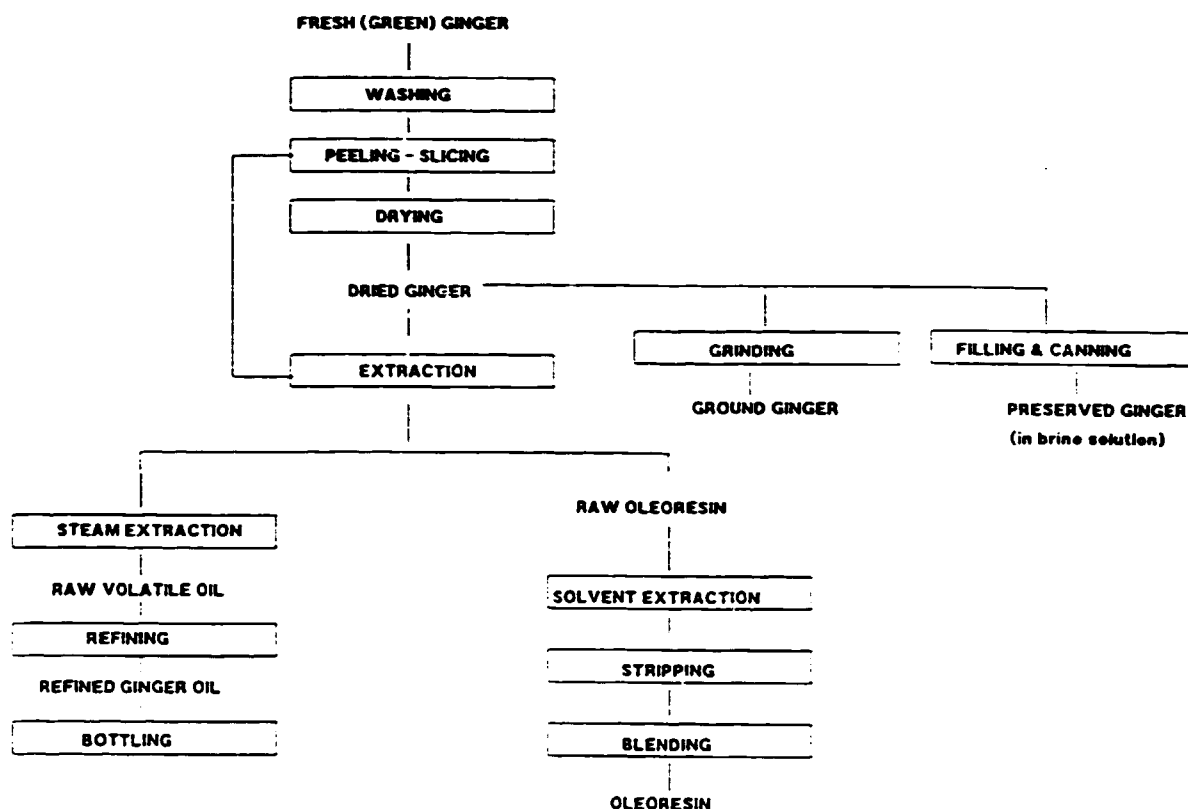 FRESH (GREEN) GINGER
WASHING
PEELING - SLICING
DRYING
DRIED GINGER
GRINDING
FILLING & CANNING
EXTRACTION
GROUND GINGER
PRESERVED GINGER
(in brine solution)
RAW OLEORESIN
STEAM EXTRACTION
RAW VOLATILE OIL
SOLVENT EXTRACTION
REFINING
STRIPPING
REFINED GINGER OIL
BOTTLING
BLENDING
OLEORESIN